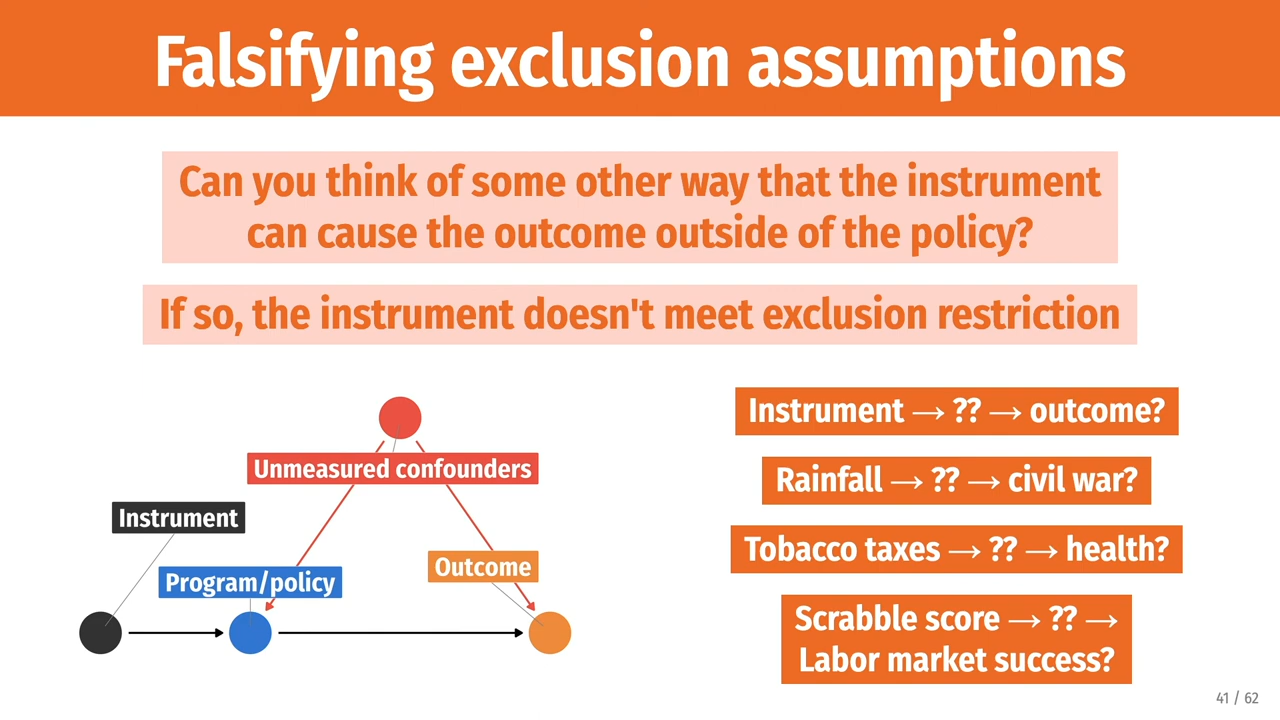 Falsifying exclusion assumptions
Can you think of some other way that the instrument
can cause the outcome outside of the policy?
If so, the instrument doesn't meet exclusion restriction
Unmeasured confounders
Instrument
Program/policy
Outcome
Instrument → ?? → outcome?
Rainfall → ?? → civil war?
Tobacco taxes → ?? → health?
Scrabble score → ?? →
Labor market success?
41 / 62